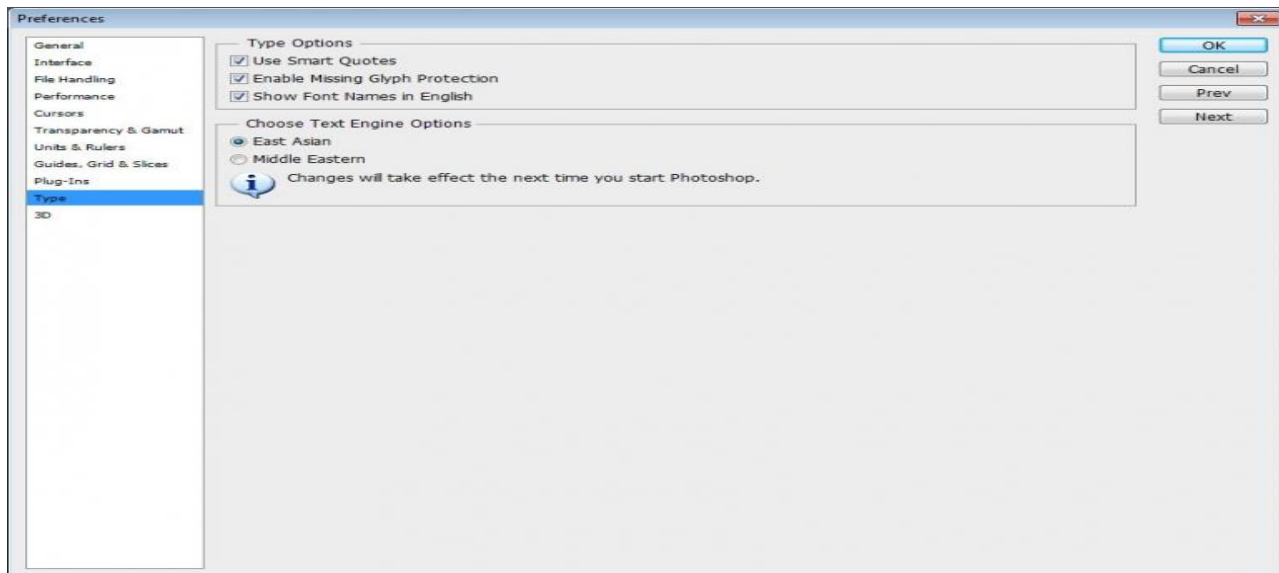 Preferences
General
Interface
File Handling
Performance
Cursors
Transparency & Gamut
Units & Rulers
Guides, Grid & Slices
Plug-Ins
Type
3D
Type Options
Use Smart Quotes
Enable Missing Glyph Protection
Show Font Names in English
Choose Text Engine Options
East Asian
Middle Eastern
Changes will take effect the next time you start Photoshop.
OK
Cancel
Prev
Next